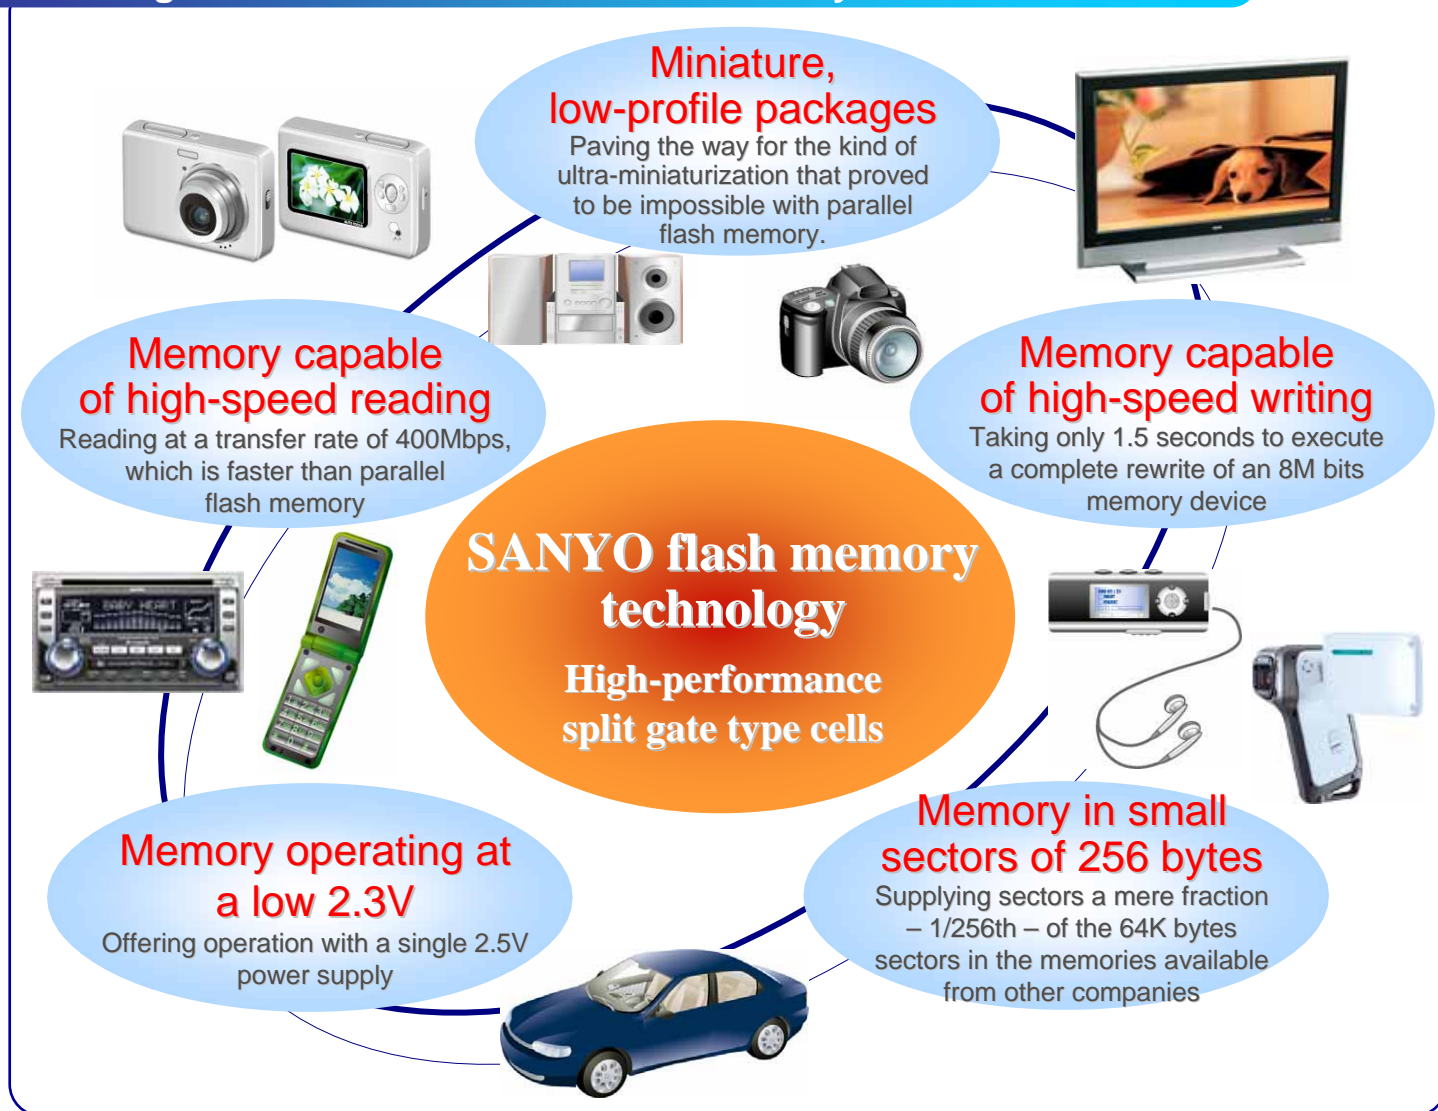 Miniature,
low-profile packages
Paving the way for the kind of
ultra-miniaturization that proved
to be impossible with parallel
flash memory.
Memory capable
of high-speed reading
Reading at a transfer rate of 400Mbps,
which is faster than parallel
flash memory
Memory capable
of high-speed writing
Taking only 1.5 seconds to execute
a complete rewrite of an 8M bits
memory device
SANYO flash memory
technology
High-performance
split gate type cells
Memory operating at
a low 2.3V
Offering operation with a single 2.5V
power supply
Memory in small
sectors of 256 bytes
Supplying sectors a mere fraction
– 1/256th – of the 64K bytes
sectors in the memories available
from other companies